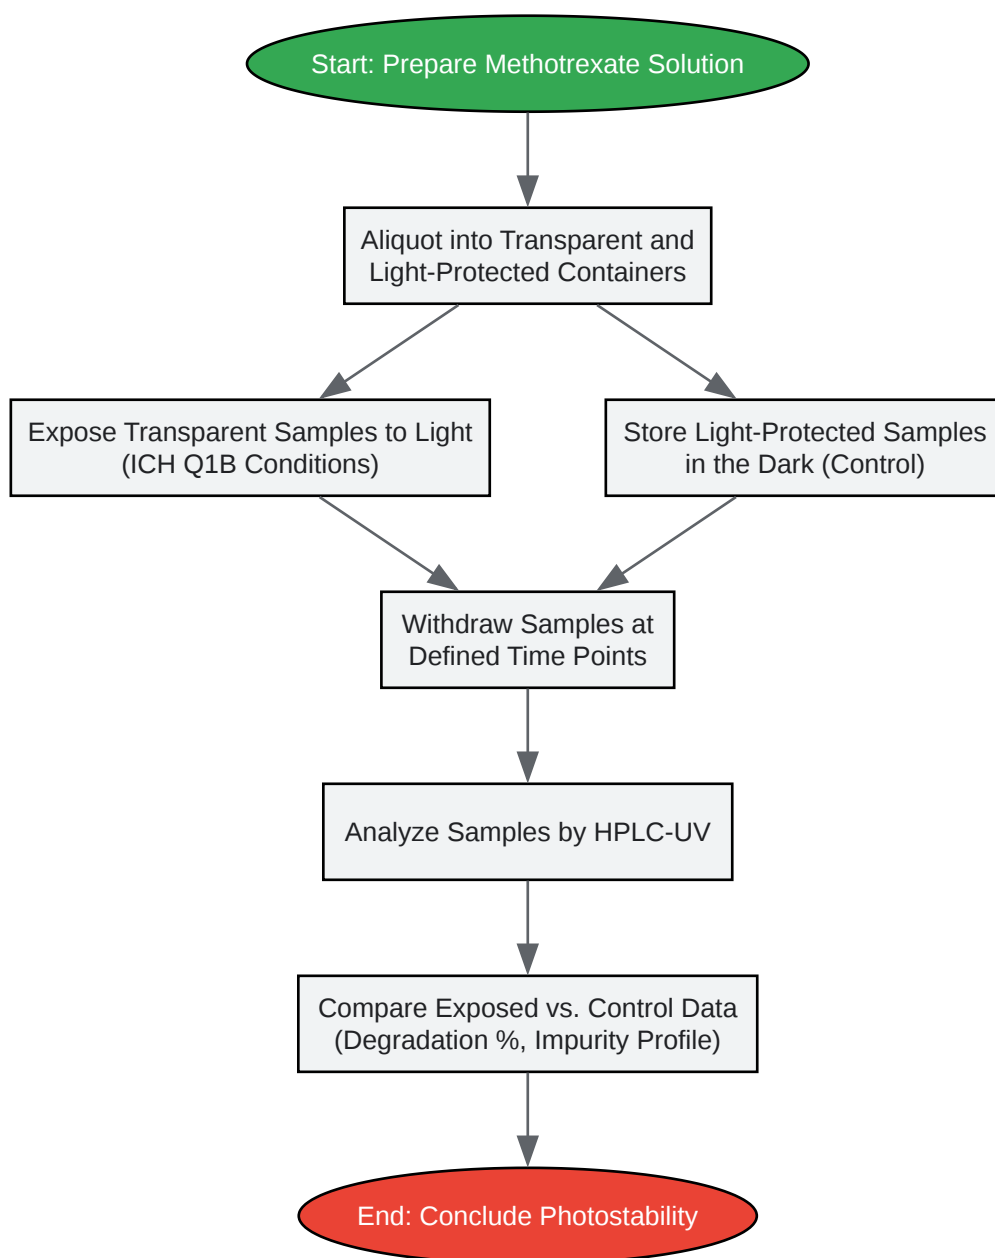 Start: Prepare Methotrexate Solution
Aliquot into Transparent and
Light-Protected Containers
Expose Transparent Samples to Light
(ICH Q1B Conditions)
Store Light-Protected Samples
in the Dark (Control)
Withdraw Samples at
Defined Time Points
Analyze Samples by HPLC-UV
Compare Exposed vs. Control Data
(Degradation %, Impurity Profile)
End: Conclude Photostability